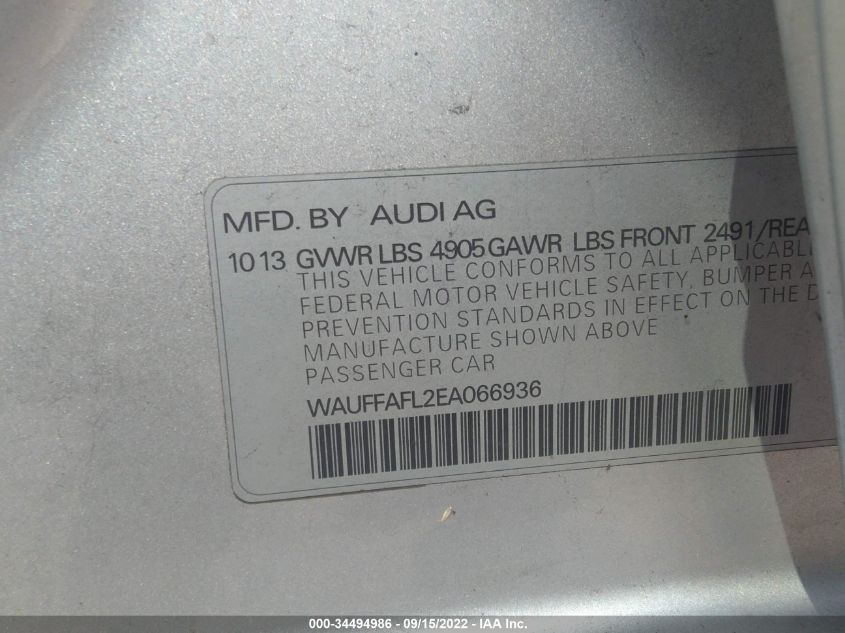 MFD. BY AUDI AG
10 13 GVWR LBS 4905 GAWR LBS FRONT 2491/REA
THIS VEHICLE CONFORMS TO ALL APPLICABL
FEDERAL MOTOR VEHICLE SAFETY, BUMPER A
PREVENTION STANDARDS IN EFFECT ON THE D
MANUFACTURE SHOWN ABOVE
PASSENGER CAR
WAUFFAFL2EA066936
000-34494986 - 09/15/2022 - IAA Inc.